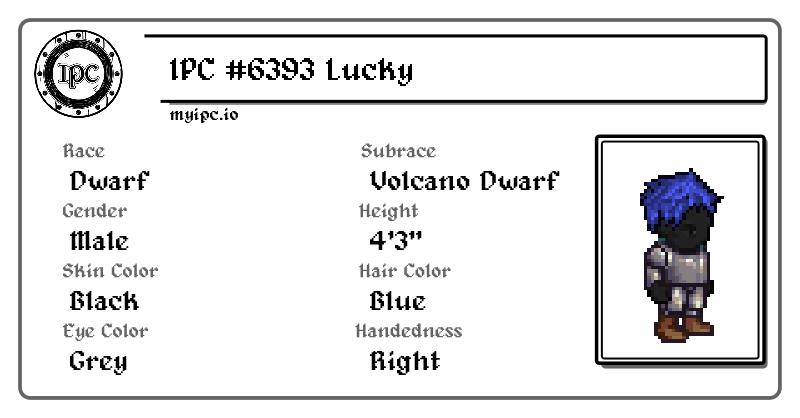 IPC
IPC #6393 Lucky
myipc.io
Race
Dwarf
Subrace
Volcano Dwarf
Gender
Male
Height
4'3"
Skin Color
Black
Hair Color
Blue
Eye Color
Grey
Handedness
Right